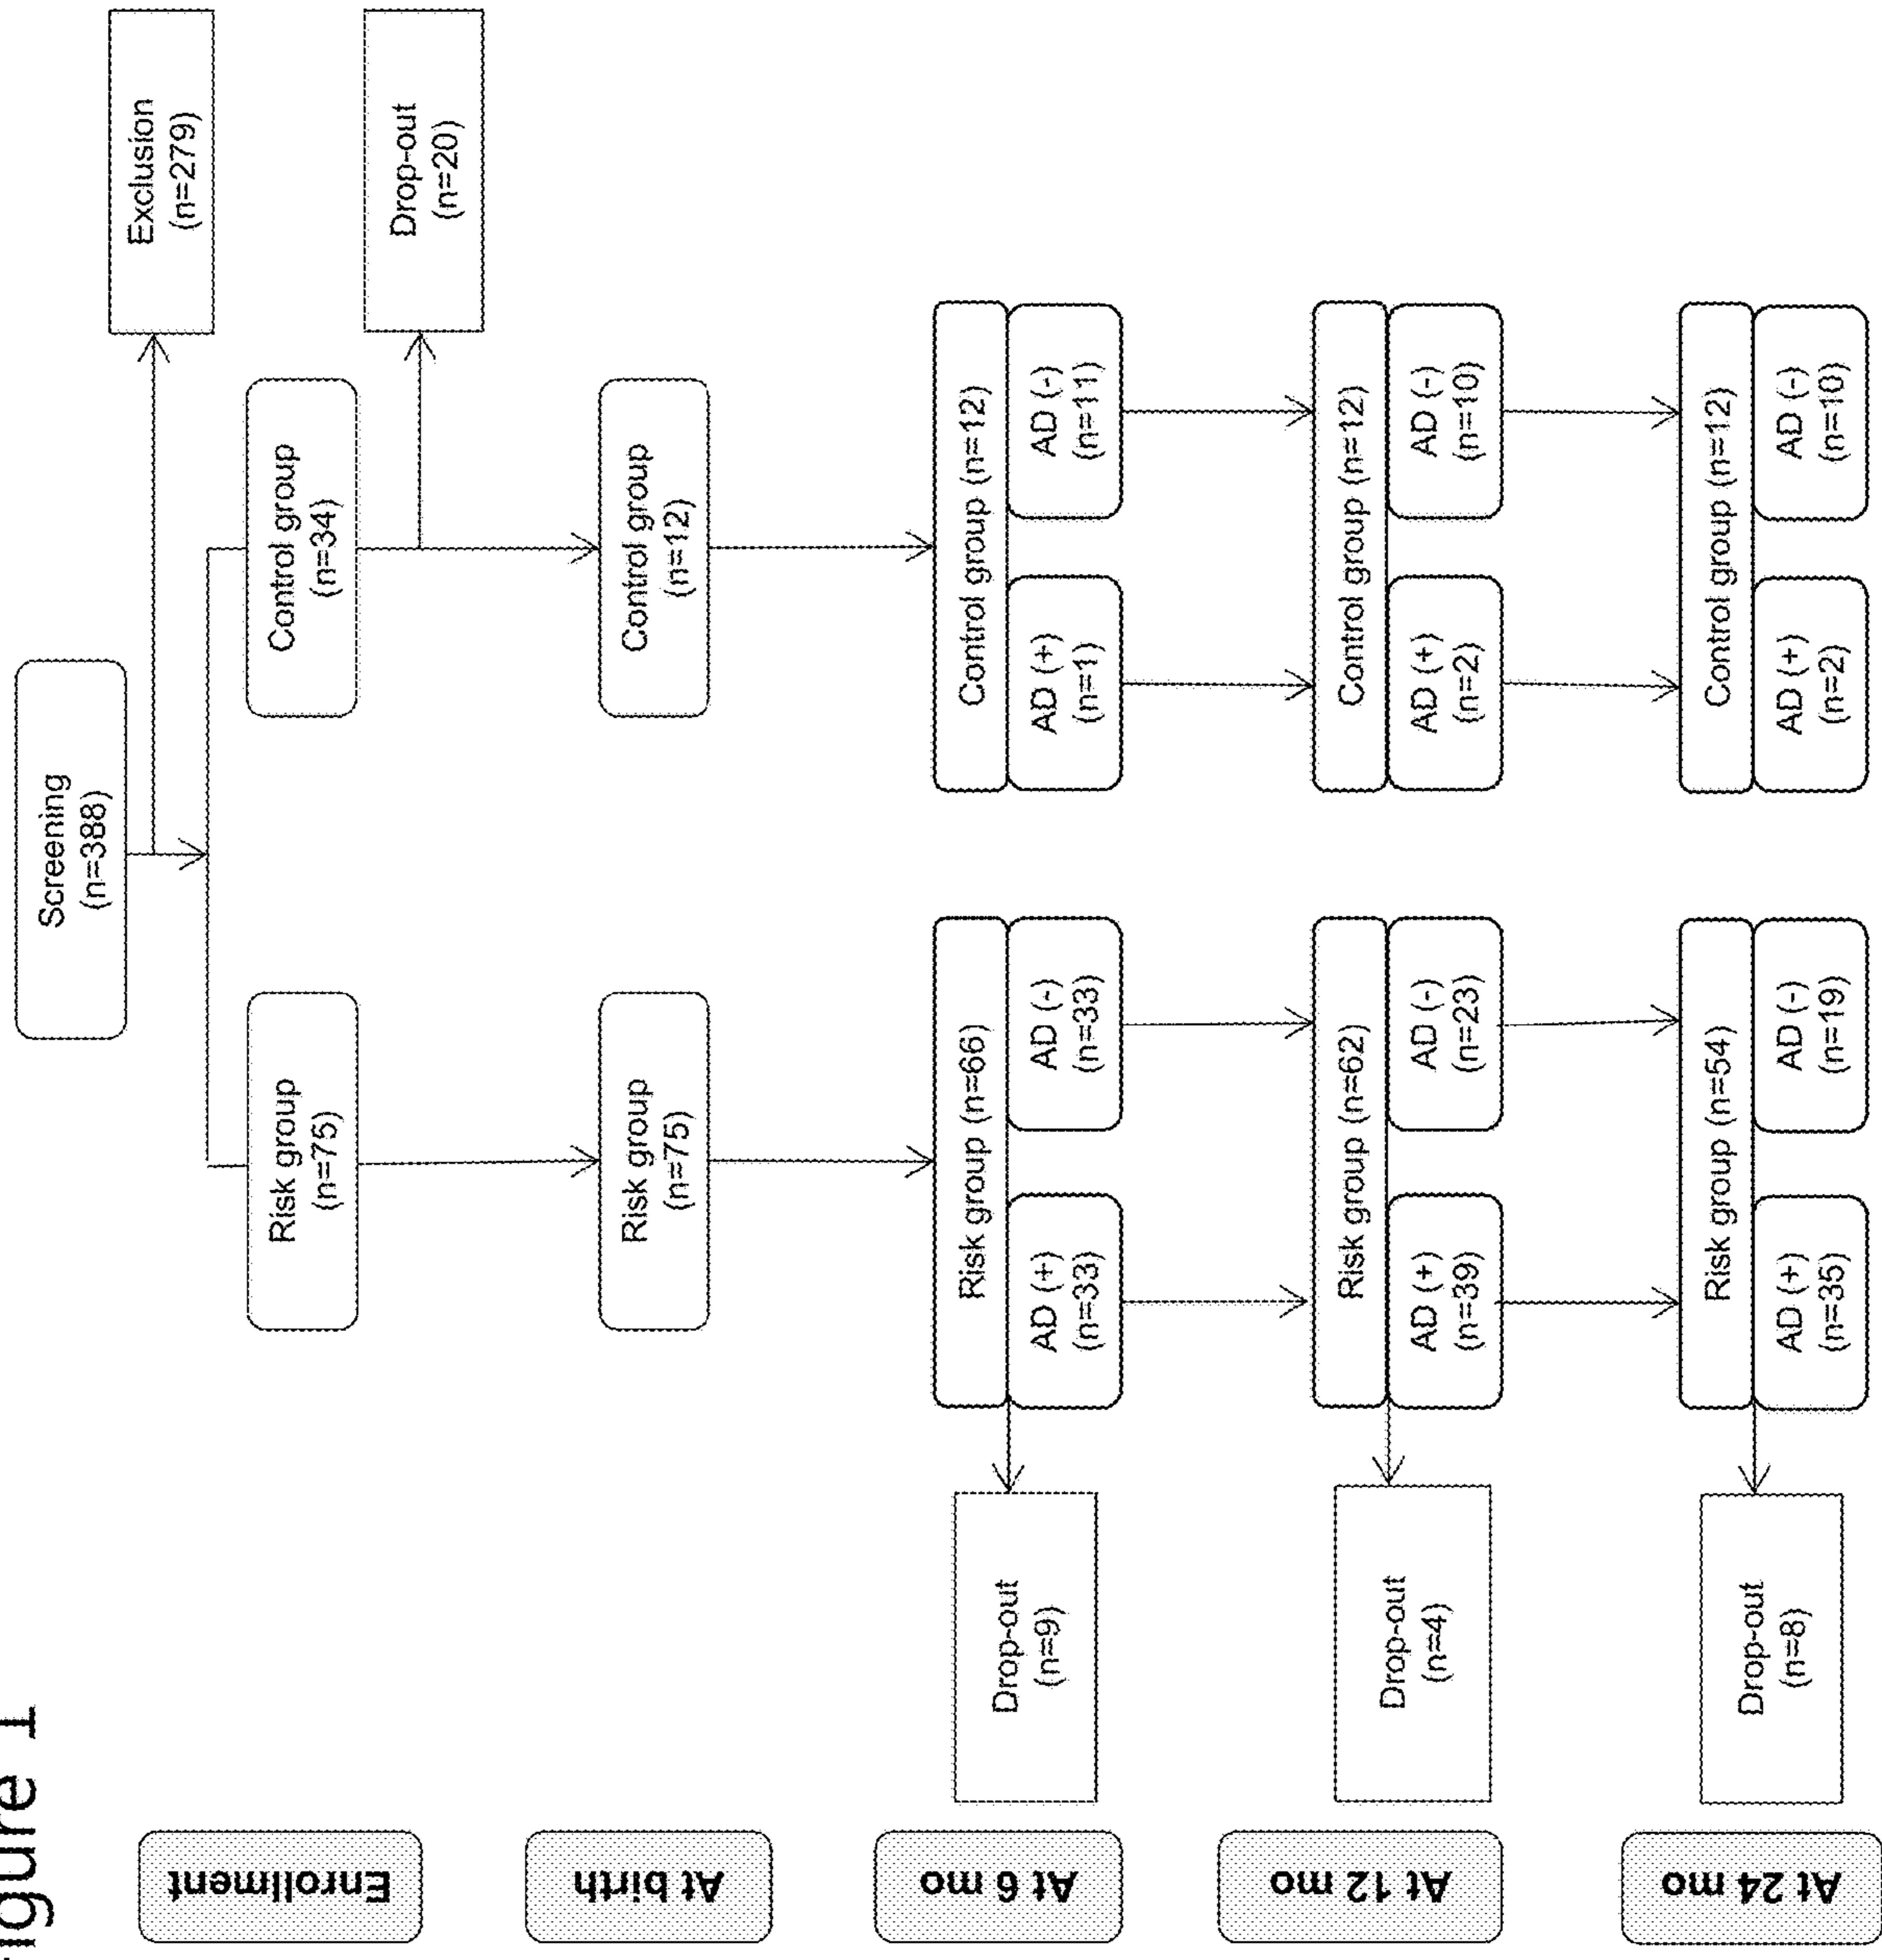 Figure 1
Screening
(n=388)
Exclusion
(n=279)
Enrollment
Risk group
(n=75)
Control group
(n=34)
Drop-out
(n=20)
At birth
Risk group
(n=75)
Control group
(n=12)
At 6 mo
Drop-out
(n=9)
Risk group (n=66)
AD (+)
(n=33)
AD (-)
(n=33)
Control group (n=12)
AD (+)
(n=1)
AD (-)
(n=11)
At 12 mo
Drop-out
(n=4)
Risk group (n=62)
AD (+)
(n=39)
AD (-)
(n=23)
Control group (n=12)
AD (+)
(n=2)
AD (-)
(n=10)
At 24 mo
Drop-out
(n=8)
Risk group (n=54)
AD (+)
(n=35)
AD (-)
(n=19)
Control group (n=12)
AD (+)
(n=2)
AD (-)
(n=10)